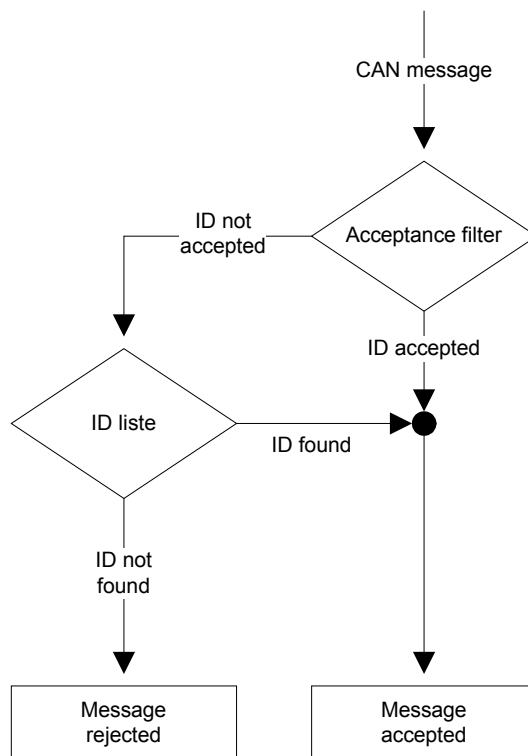 CAN message
ID not
accepted
Acceptance filter
ID accepted
ID liste
ID found
ID not
found
Message
rejected
Message
accepted